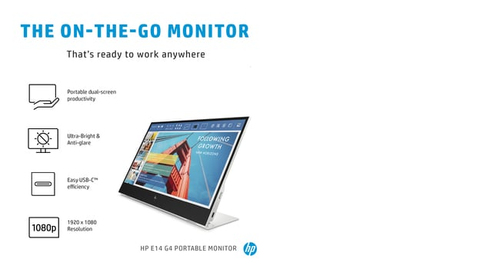 THE ON-THE-GO MONITOR
That's ready to work anywhere
Portable dual-screen
productivity
Ultra-Bright &
Anti-glare
Easy USB-C™
efficiency
1080p
1920 x 1080
Resolution
FOLLOWING
GROWTH
HP E14 G4 PORTABLE MONITOR
hp